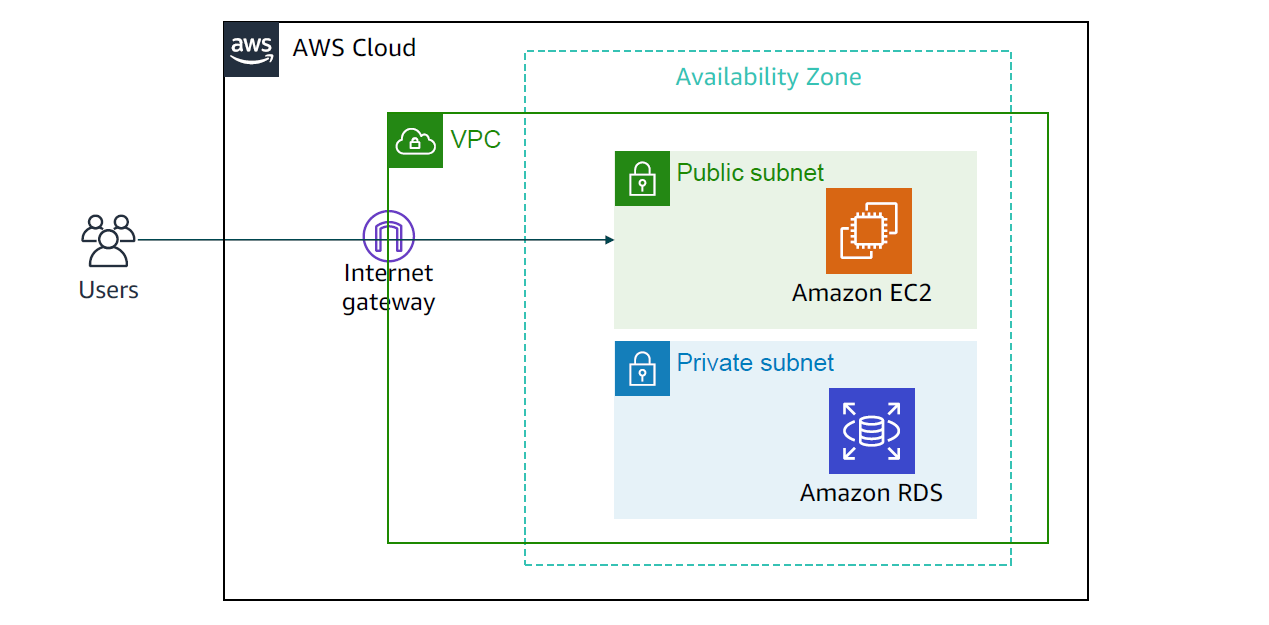 aws
AWS Cloud
Availability Zone
VPC
Public subnet
Amazon EC2
Users
Internet
gateway
Private subnet
Amazon RDS